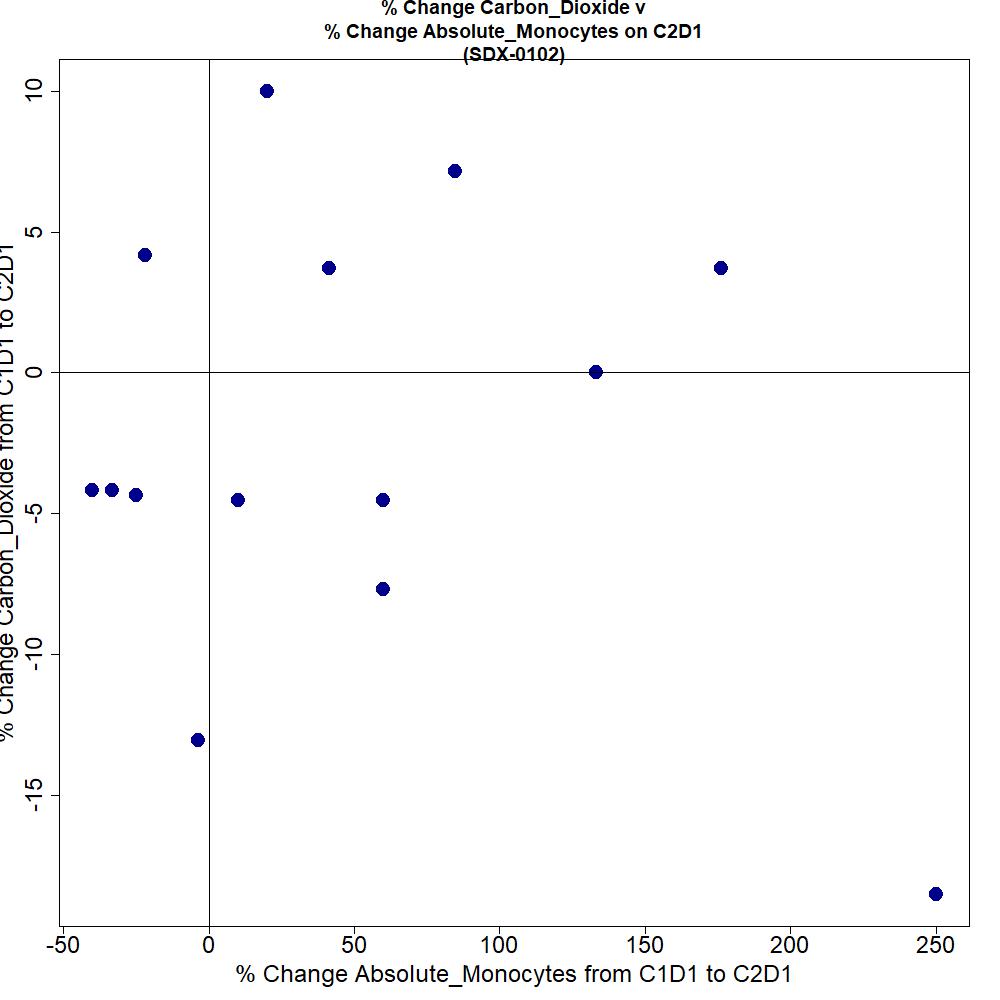 % Change Carbon_Dioxide v
% Change Absolute_Monocytes on C2D1
(SDX-0102)
% Change Carbon_Dioxide from C1D1 to C2D1
10
5
0
-5
-10
-15
-50
0
50
100
150
200
250
% Change Absolute_Monocytes from C1D1 to C2D1